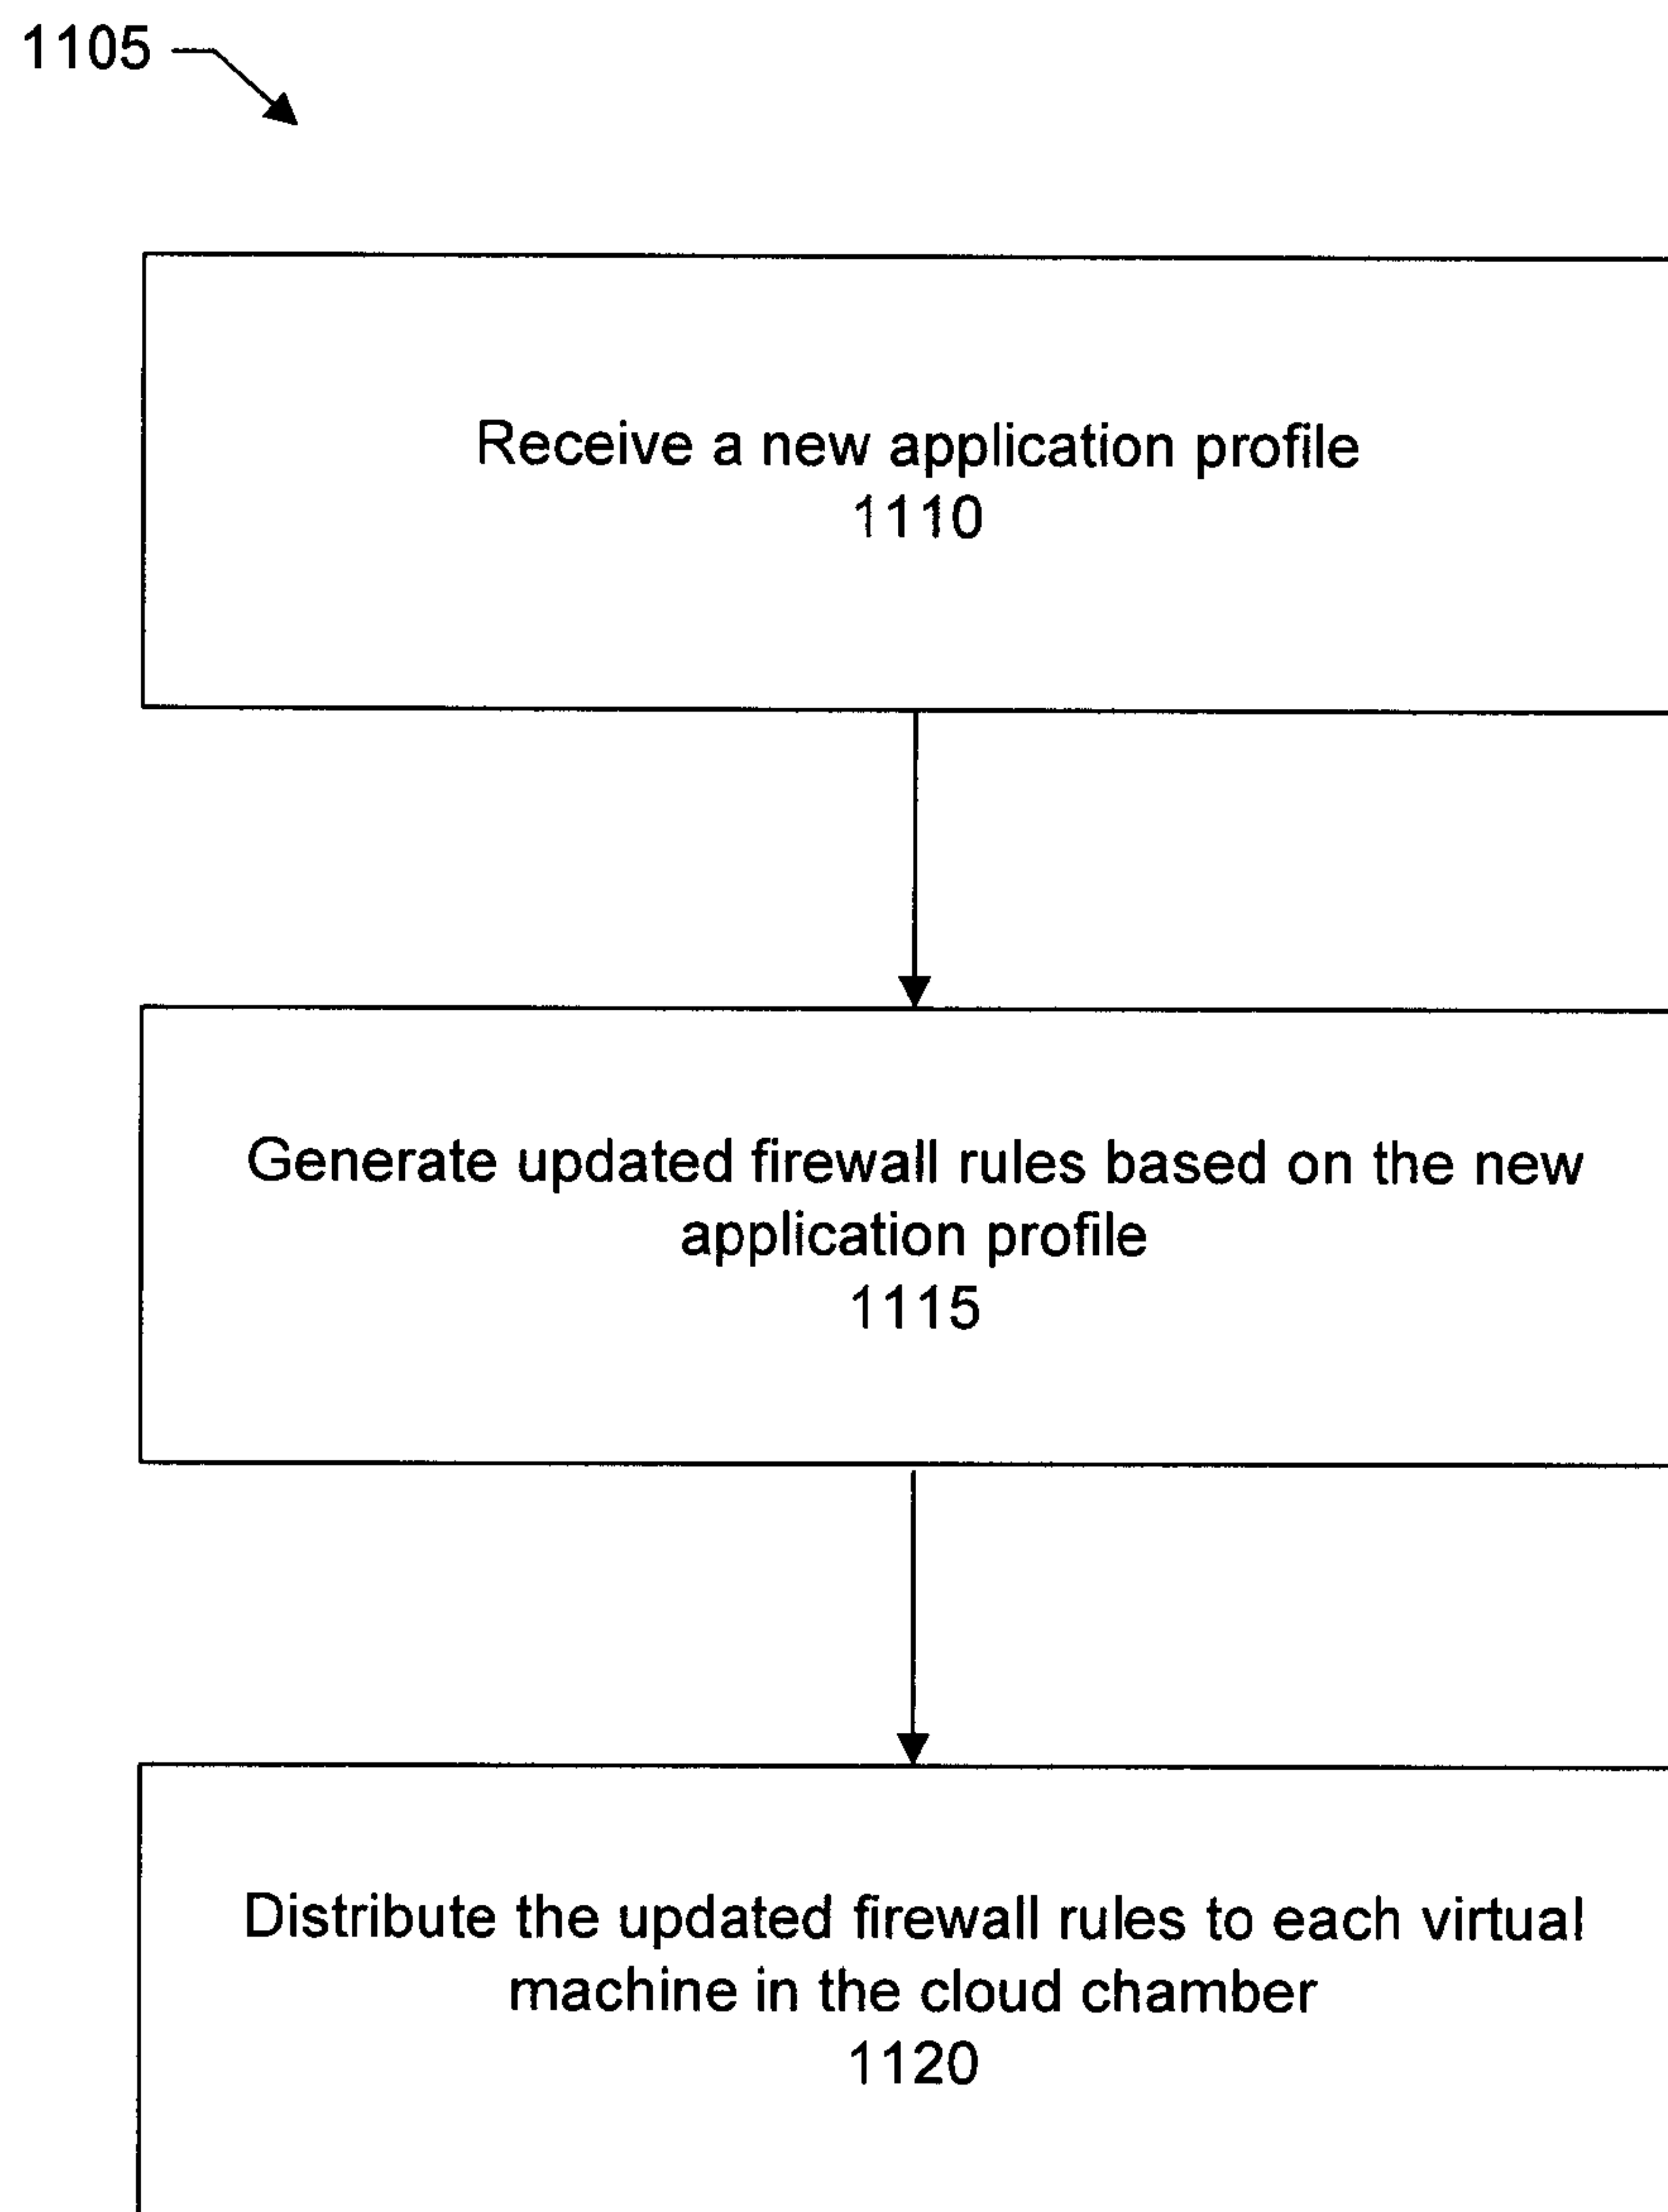 1105
Receive a new application profile
1110
Generate updated firewall rules based on the new
application profile
1115
Distribute the updated firewall rules to each virtual
machine in the cloud chamber
1120